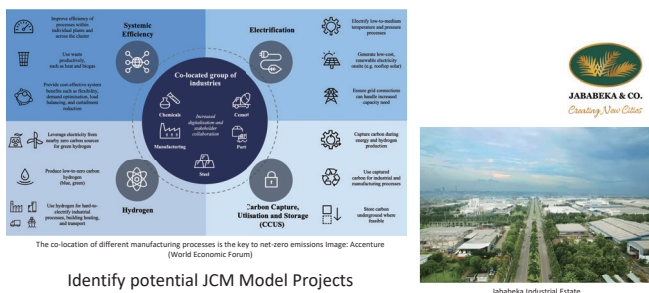 Improve efficiency of
processes within
individual plants and
across the cluster
Use waste
productively,
such as heat and biogas
Provide cost-effective system
benefits such as flexibility,
demand optimisation, load
balancing, and curtailment
reduction
Systemic
Efficiency
Electrification
Electrify low-to-medium
temperature and pressure
processes
Generate low-cost,
renewable electricity
onsite (e.g. rooftop solar)
Ensure grid connections
can handle increased
capacity need
Co-located group of
industries
Chemicals
Cement
Increased
digitalisation and
stakeholder
collaboration
Manufacturing
Port
Steel
Leverage electricity from
nearby zero carbon sources
for green hydrogen
Produce low-to-zero carbon
hydrogen
(blue, green)
Use hydrogen for hard-to-
electrify industrial
processes, building heating,
and transport
Hydrogen
Carbon Capture,
Utilisation and Storage
(CCUS)
Capture carbon during
energy and hydrogen
production
Use captured
carbon for industrial and
manufacturing processes
Store carbon
underground where
feasible
The co-location of different manufacturing processes is the key to net-zero emissions Image: Accenture
(World Economic Forum)
Identify potential JCM Model Projects
JABABEKA & CO.
Creating New Cities
Jababeka Industrial Estate